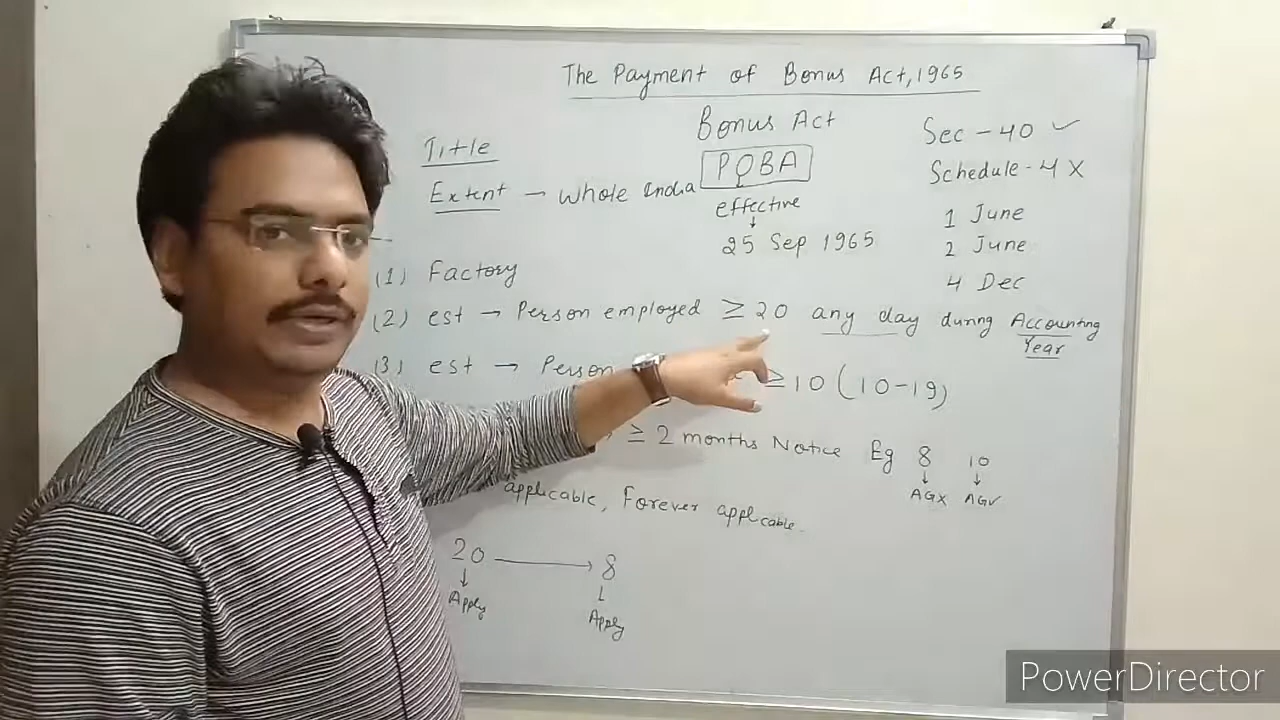 The Payment of Bonus Act, 1965
Bonus Act
Sec - 40 ✓
Title
POBA
Schedule - 4 X
Extent → Whole India
effective
↓
25 Sep 1965
1 June
2 June
4 Dec
(1) Factory
(2) est → Person employed ≥ 20 any day during Accounting
Year
(3) est → Person ≥ 10 (10-19)
≥ 2 months Notice Eg 8 10
↓ ↓
AGX AGV
applicable, Forever applicable.
20 → 8
↓ ↓
Apply Apply
PowerDirector